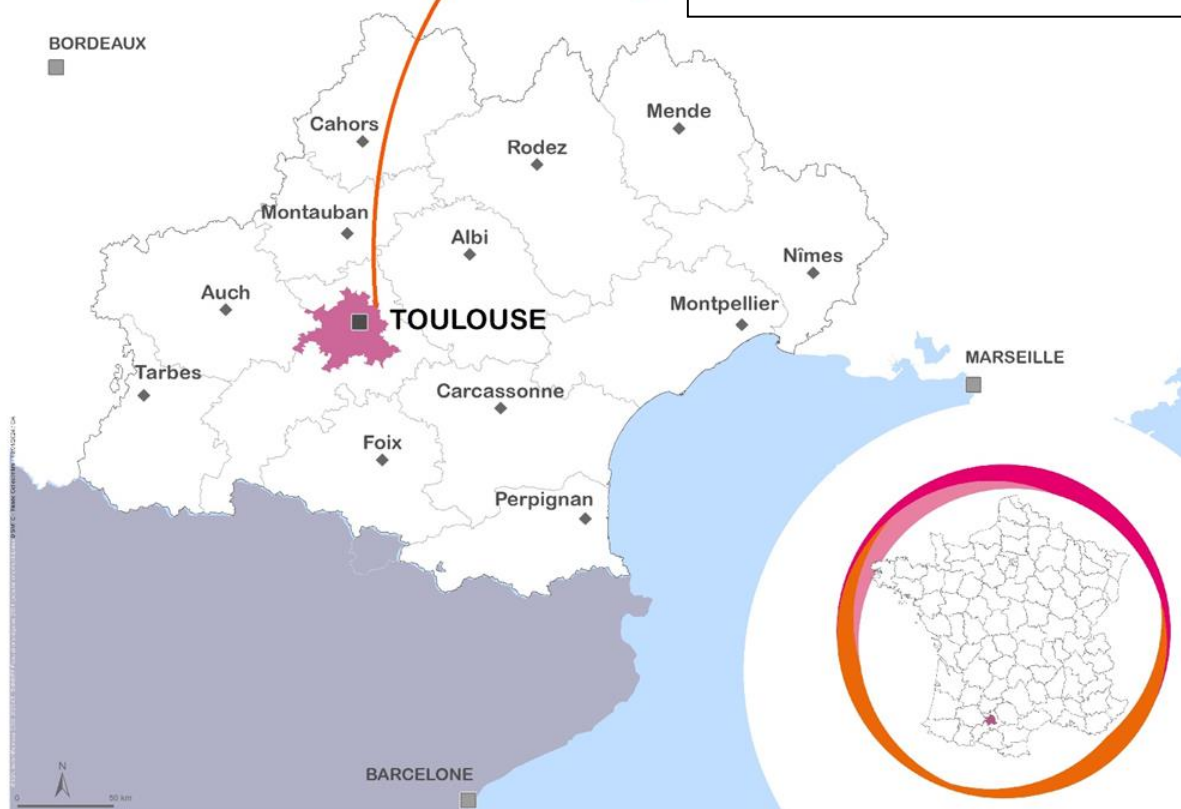 BORDEAUX
Cahors
Mende
Rodez
Montauban
Albi
Nîmes
Auch
Montpellier
TOULOUSE
MARSEILLE
Tarbes
Carcassonne
Foix
Perpignan
N
BARCELONE
0 50 km